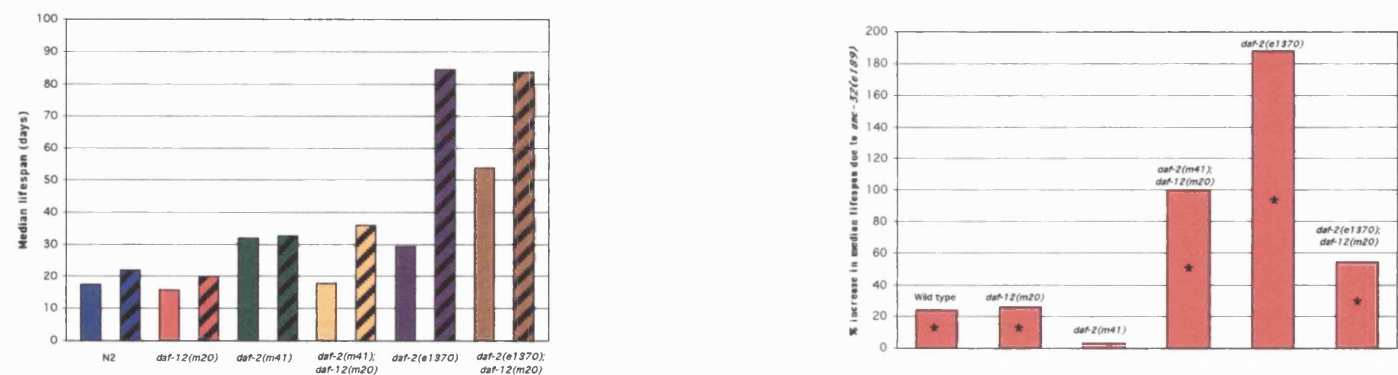 100
90
80
70
60
50
40
30
20
10
0
Median lifespan (days)
N2
daf-12(m20)
daf-2(m41)
daf-2(m41);
daf-12(m20)
daf-2(e1370)
daf-2(e1370);
daf-12(m20)
200
180
160
140
120
100
80
60
40
20
0
% increase in median lifespan due to unc-32(e189)
Wild type
*
daf-12(m20)
*
daf-2(m41)
daf-2(m41);
daf-12(m20)
*
daf-2(e1370)
*
daf-2(e1370);
daf-12(m20)
*